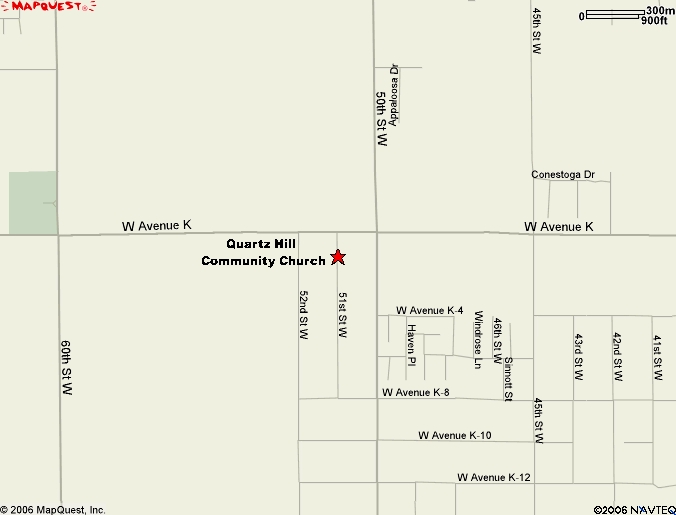 MAPQUEST
45th St W
0 300m
900ft
50th St W
Appaloosa Dr
Conestoga Dr
W Avenue K
W Avenue K
Quartz Hill
Community Church
52nd St W
51st St W
W Avenue K-4
Haven Pl
Windrose Ln
46th St W
Sinnott St
43rd St W
42nd St W
41st St W
60th St W
W Avenue K-8
45th St W
W Avenue K-10
W Avenue K-12
© 2006 MapQuest, Inc.
©2006 NAVTEQ